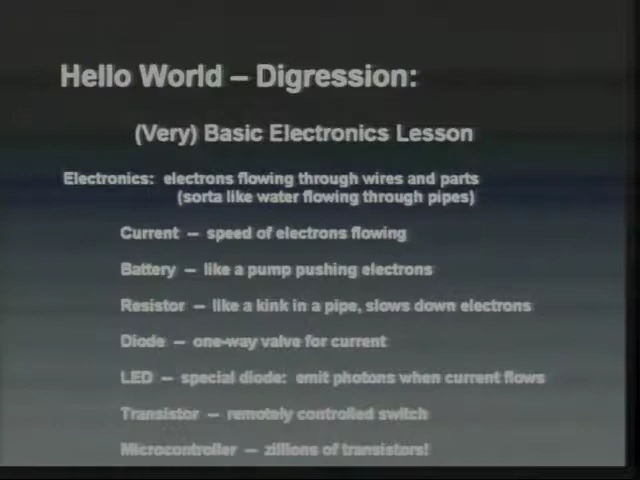 Hello World – Digression:
(Very) Basic Electronics Lesson
Electronics: electrons flowing through wires and parts
(sorta like water flowing through pipes)
Current – speed of electrons flowing
Battery – like a pump pushing electrons
Resistor – like a kink in a pipe, slows down electrons
Diode – one-way valve for current
LED – special diode: emit photons when current flows
Transistor – remotely controlled switch
Microcontroller – zillions of transistors!